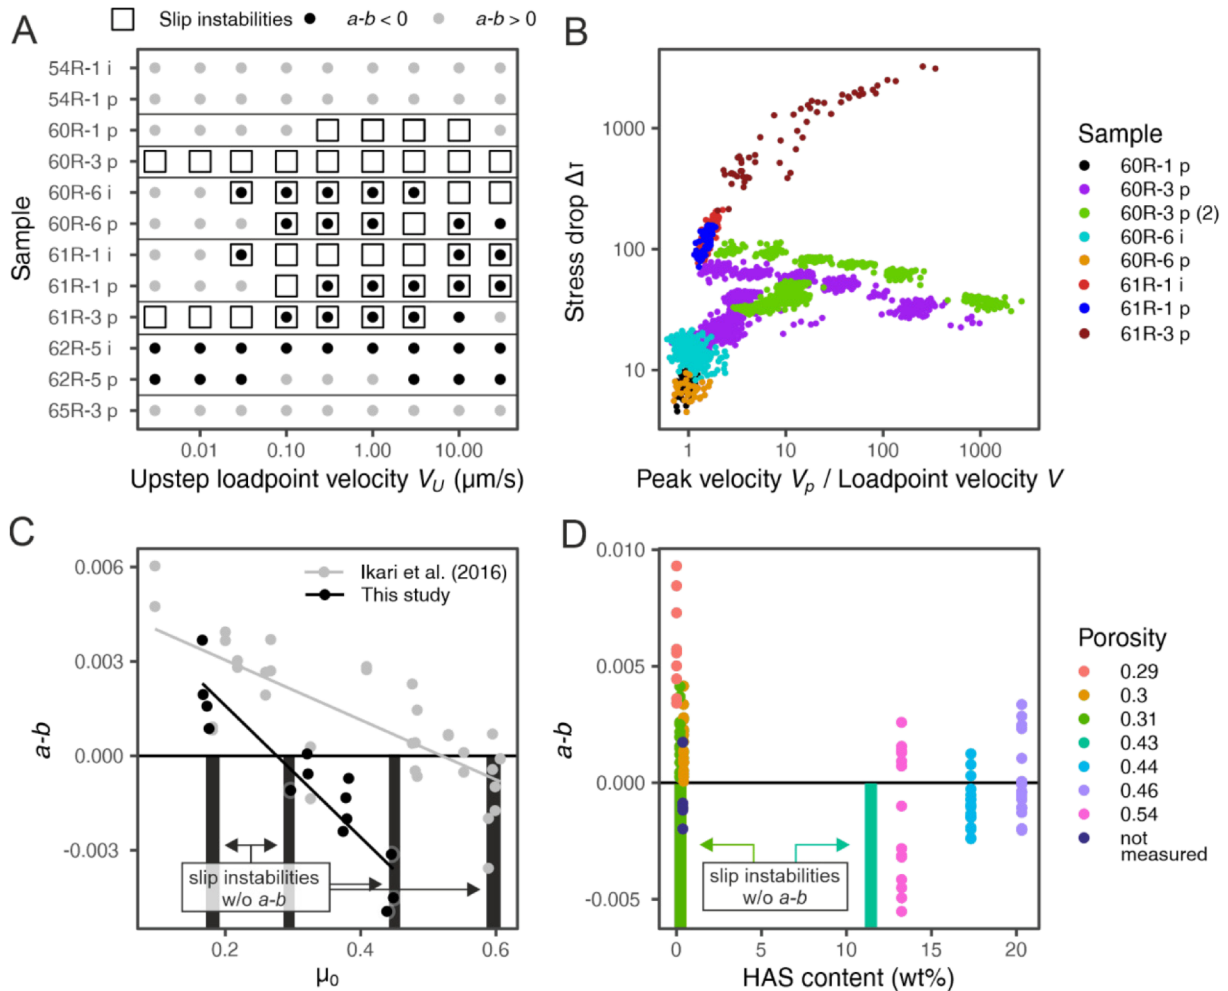 A
Slip instabilities
a-b < 0
a-b > 0
Sample
54R-1 i
54R-1 p
60R-1 p
60R-3 p
60R-6 i
60R-6 p
61R-1 i
61R-1 p
61R-3 p
62R-5 i
62R-5 p
65R-3 p
0.01 0.10 1.00 10.00
Upstep loadpoint velocity VU (μm/s)
B
Stress drop Δτ
1000
100
10
1 10 100 1000
Peak velocity Vp / Loadpoint velocity V
Sample
60R-1 p
60R-3 p
60R-3 p (2)
60R-6 i
60R-6 p
61R-1 i
61R-1 p
61R-3 p
C
a-b
0.006
0.003
0.000
-0.003
Ikari et al. (2016)
This study
slip instabilities
w/o a-b
0.2 0.4 0.6
μ0
D
a-b
0.010
0.005
0.000
-0.005
slip instabilities
w/o a-b
0 5 10 15 20
HAS content (wt%)
Porosity
0.29
0.3
0.31
0.43
0.44
0.46
0.54
not
measured